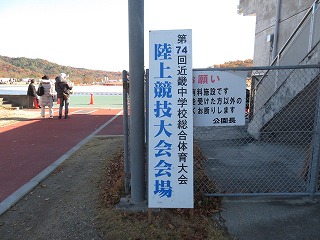 第74回近畿中学校総合体育大会
陸上競技大会会場
お願い
有料施設です
受けた方以外の
お断りします
公園長